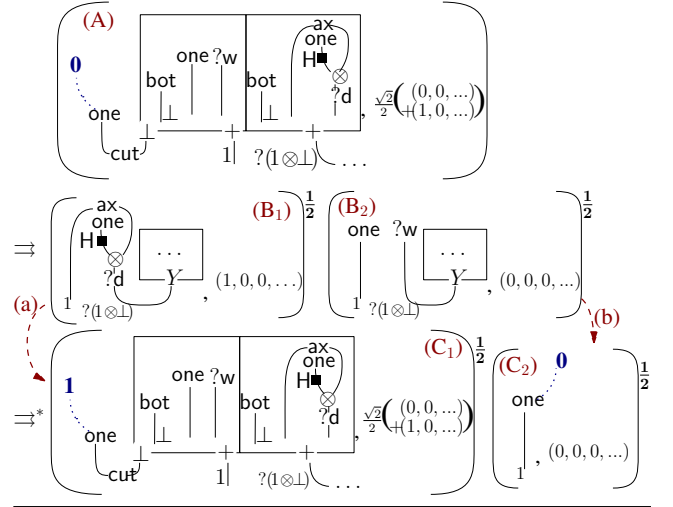 (A)
ax
one
H
one ?w
0
bot
bot
⊗
?d
⊥
⊥
, √2/2 ( (0, 0, ...) +(1, 0, ...) )
one
⊥
+
+
cut
1
?(1⊗⊥)
. . .
ax
(B₁)
1/2
(B₂)
1/2
one
one ?w
H
. . .
. . .
⇉
⊗
?d
Y
, (1, 0, 0, . . .)
Y
, (0, 0, 0, ...)
(a)
1
?(1⊗⊥)
1
?(1⊗⊥)
(b)
ax
(C₁)
1/2
(C₂)
0
1/2
one
1
one ?w
H
bot
bot
⊗
one
?d
⇉*
⊥
⊥
, √2/2 ( (0, 0, ...) +(1, 0, ...) )
one
⊥
+
+
1
, (0, 0, 0, ...)
cut
1
?(1⊗⊥)
. . .